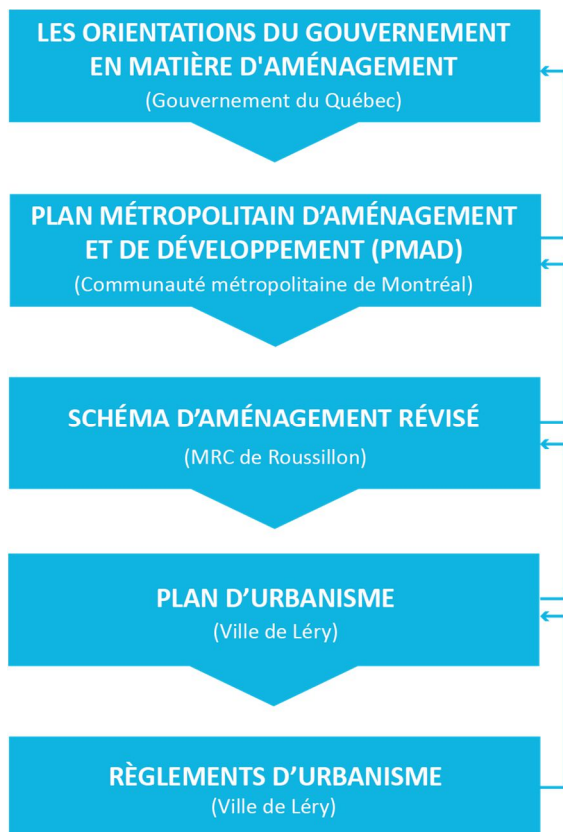 LES ORIENTATIONS DU GOUVERNEMENT
EN MATIÈRE D'AMÉNAGEMENT
(Gouvernement du Québec)
PLAN MÉTROPOLITAIN D’AMÉNAGEMENT
ET DE DÉVELOPPEMENT (PMAD)
(Communauté métropolitaine de Montréal)
SCHÉMA D’AMÉNAGEMENT RÉVISÉ
(MRC de Roussillon)
PLAN D’URBANISME
(Ville de Léry)
RÈGLEMENTS D’URBANISME
(Ville de Léry)